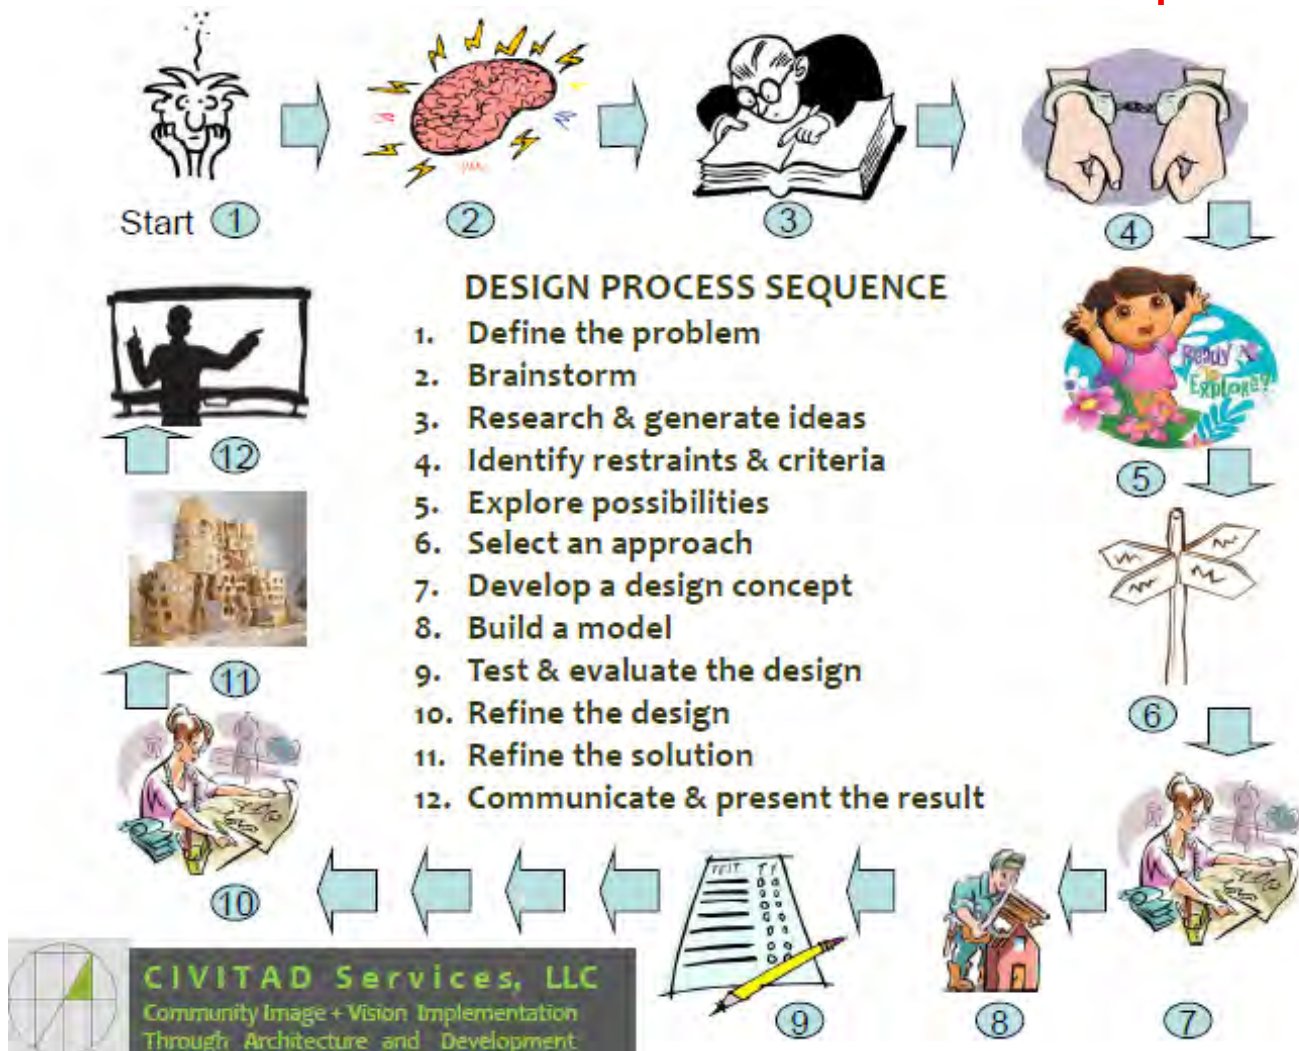 Start 1
2
3
4
DESIGN PROCESS SEQUENCE
1. Define the problem
2. Brainstorm
3. Research & generate ideas
4. Identify restraints & criteria
5. Explore possibilities
6. Select an approach
7. Develop a design concept
8. Build a model
9. Test & evaluate the design
10. Refine the design
11. Refine the solution
12. Communicate & present the result
Ready
to
EXPLORE?
5
6
7
8
TEST T F
9
10
11
12
CIVITAD Services, LLC
Community Image + Vision Implementation
Through Architecture and Development